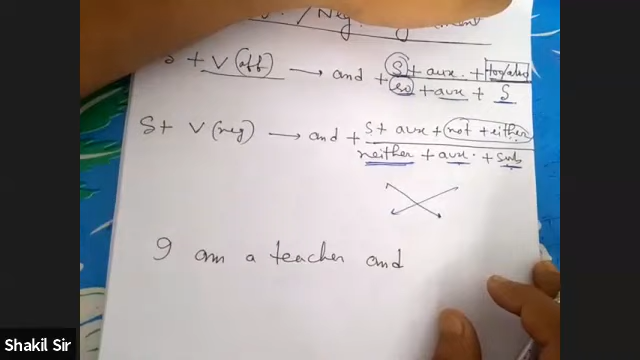 /Neg.
S + V (aff) → and + S + aux. + too/also
so + aux + S
S + V (neg) → and + S + aux + not + either
neither + aux. + sub
I am a teacher and
Shakil Sir